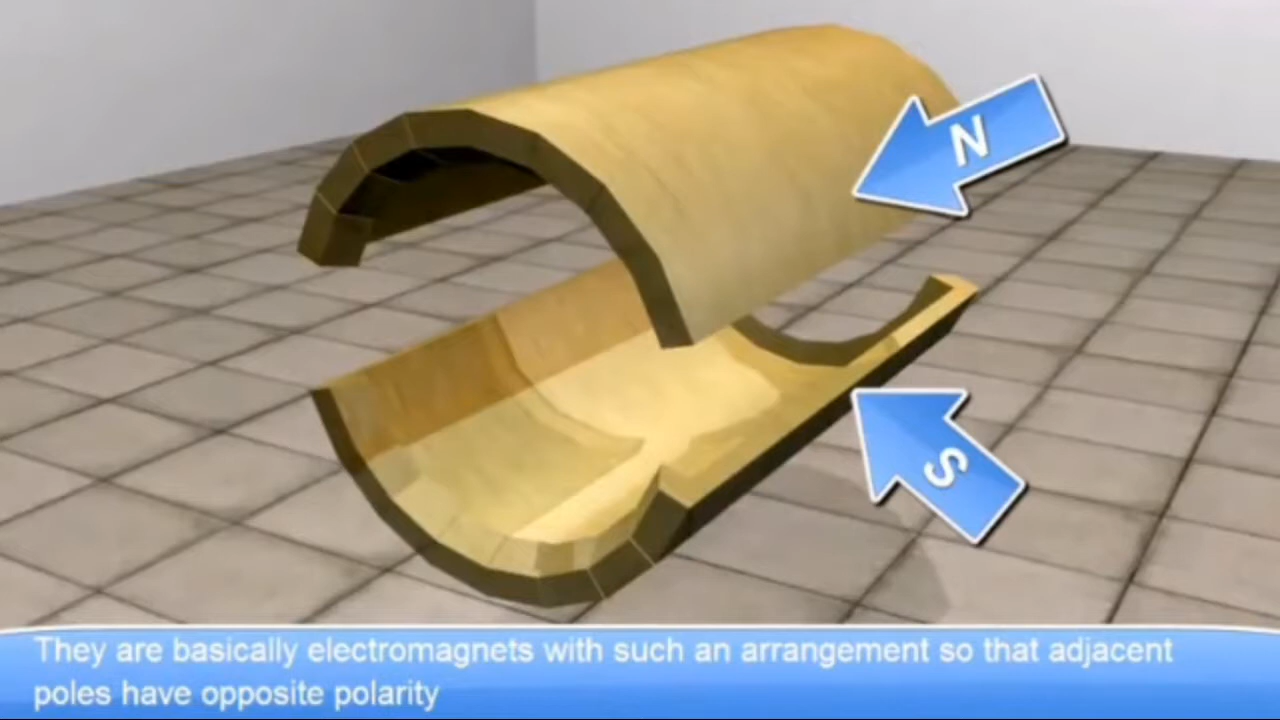 N
S
They are basically electromagnets with such an arrangement so that adjacent
poles have opposite polarity